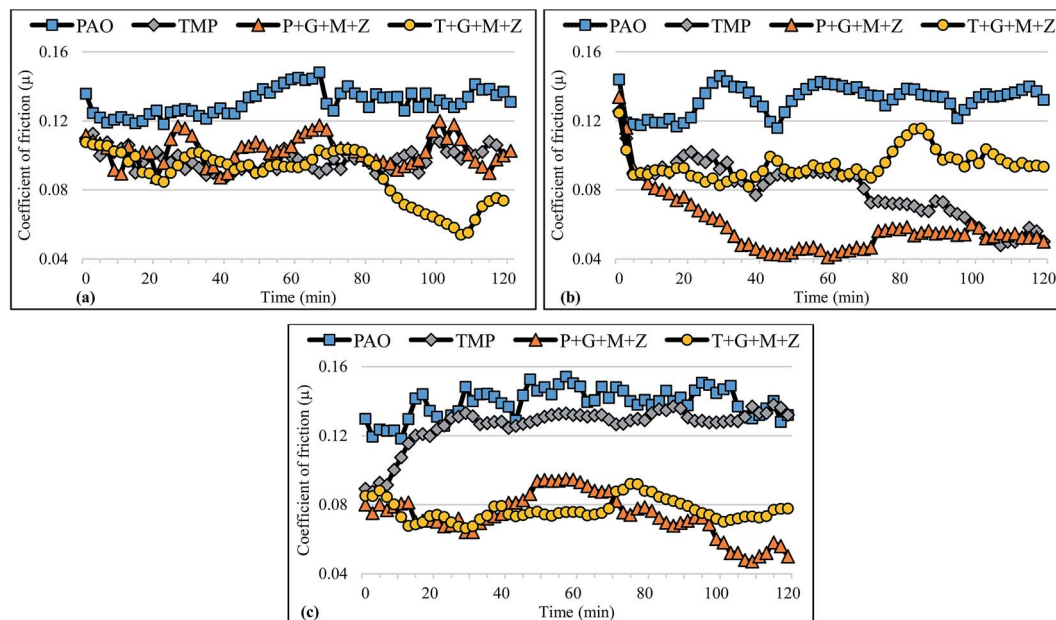 PAO TMP P+G+M+Z T+G+M+Z
0.16
0.12
0.08
0.04
Coefficient of friction (μ)
0 20 40 60 80 100 120
(a) Time (min)
PAO TMP P+G+M+Z T+G+M+Z
0.16
0.12
0.08
0.04
Coefficient of friction (μ)
0 20 40 60 80 100 120
(b) Time (min)
PAO TMP P+G+M+Z T+G+M+Z
0.16
0.12
0.08
0.04
Coefficient of friction (μ)
0 20 40 60 80 100 120
(c) Time (min)